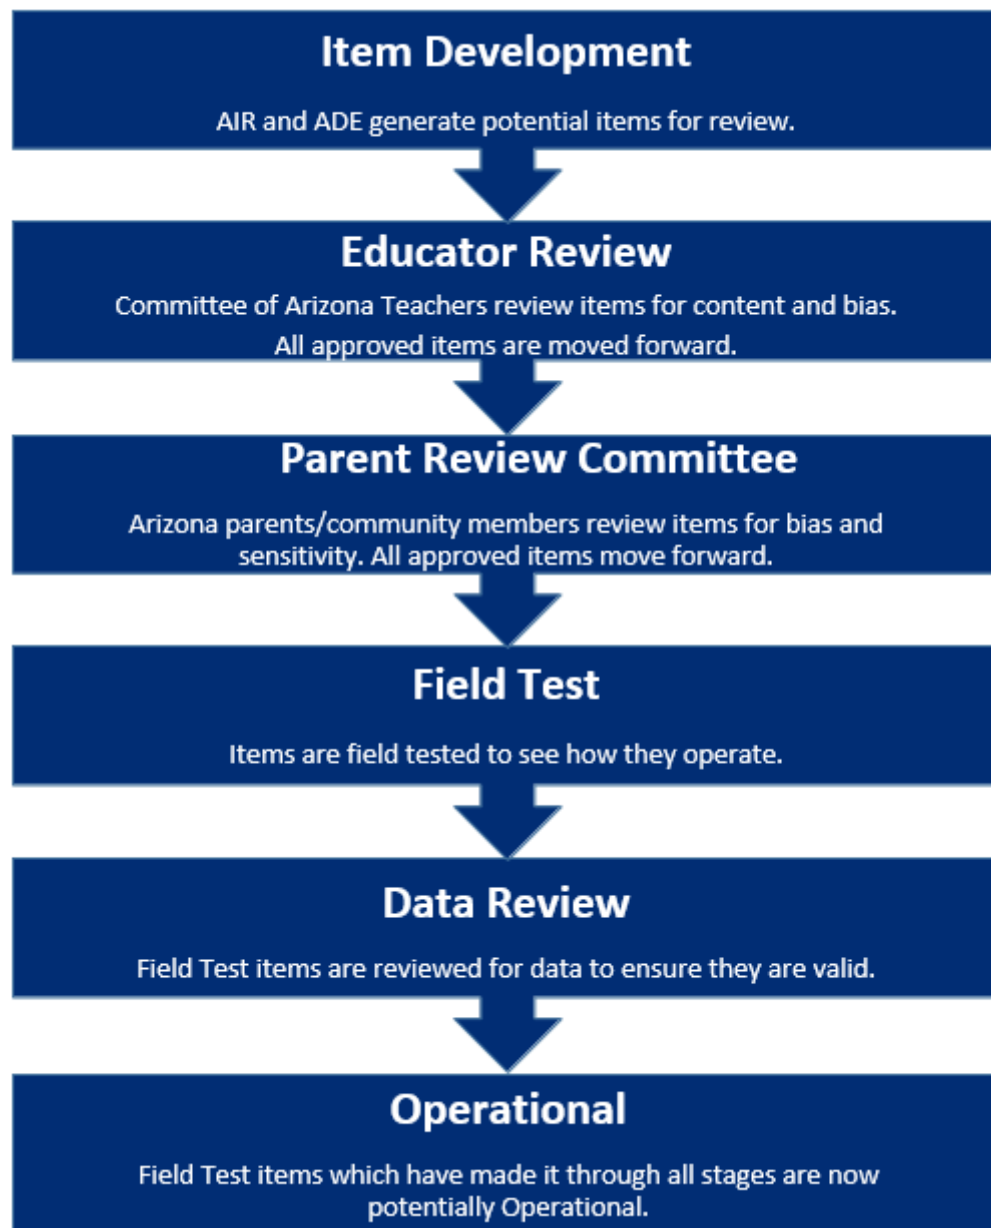 Item Development
AIR and ADE generate potential items for review.
Educator Review
Committee of Arizona Teachers review items for content and bias.
All approved items are moved forward.
Parent Review Committee
Arizona parents/community members review items for bias and
sensitivity. All approved items move forward.
Field Test
Items are field tested to see how they operate.
Data Review
Field Test items are reviewed for data to ensure they are valid.
Operational
Field Test items which have made it through all stages are now
potentially Operational.